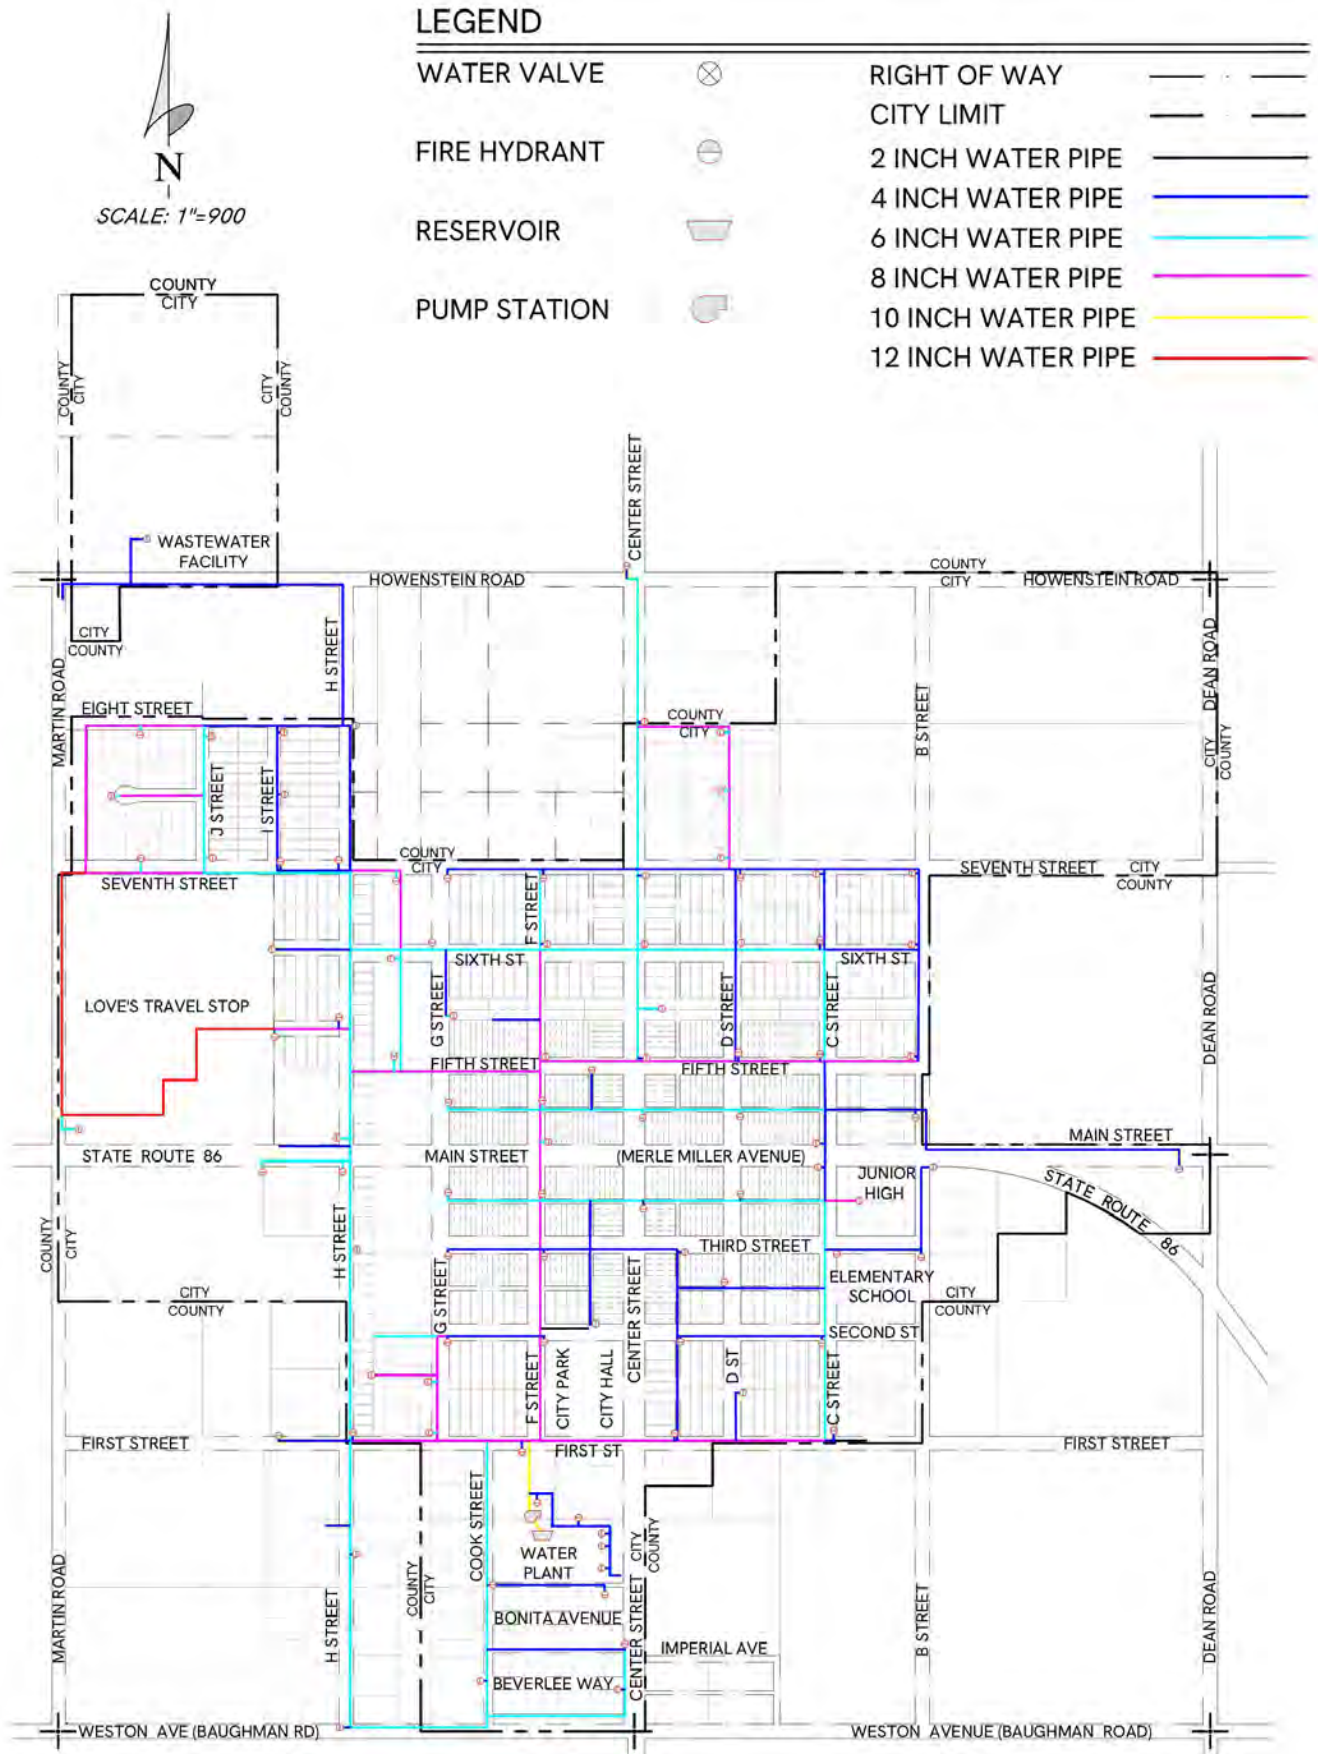 LEGEND
WATER VALVE
FIRE HYDRANT
RESERVOIR
PUMP STATION
RIGHT OF WAY
CITY LIMIT
2 INCH WATER PIPE
4 INCH WATER PIPE
6 INCH WATER PIPE
8 INCH WATER PIPE
10 INCH WATER PIPE
12 INCH WATER PIPE
N
SCALE: 1"=900
COUNTY
CITY
COUNTY
CITY
CITY
COUNTY
CENTER STREET
WASTEWATER
FACILITY
HOWENSTEIN ROAD
COUNTY
CITY
HOWENSTEIN ROAD
CITY
COUNTY
MARTIN ROAD
H STREET
B STREET
DEAN ROAD
CITY
COUNTY
EIGHT STREET
COUNTY
CITY
J STREET
I STREET
COUNTY
CITY
SEVENTH STREET
SEVENTH STREET
CITY
COUNTY
F STREET
SIXTH ST
SIXTH ST
LOVE'S TRAVEL STOP
G STREET
D STREET
C STREET
DEAN ROAD
FIFTH STREET
FIFTH STREET
STATE ROUTE 86
MAIN STREET
(MERLE MILLER AVENUE)
MAIN STREET
JUNIOR
HIGH
STATE ROUTE 86
COUNTY
CITY
H STREET
THIRD STREET
ELEMENTARY
SCHOOL
CITY
COUNTY
CITY
COUNTY
G STREET
CENTER STREET
SECOND ST
F STREET
CITY PARK
CITY HALL
D ST
C STREET
FIRST STREET
FIRST ST
FIRST STREET
COOK STREET
WATER
PLANT
CITY
COUNTY
COUNTY
CITY
MARTIN ROAD
H STREET
BONITA AVENUE
CENTER STREET
IMPERIAL AVE
B STREET
DEAN ROAD
BEVERLEE WAY
WESTON AVE (BAUGHMAN RD)
WESTON AVENUE (BAUGHMAN ROAD)